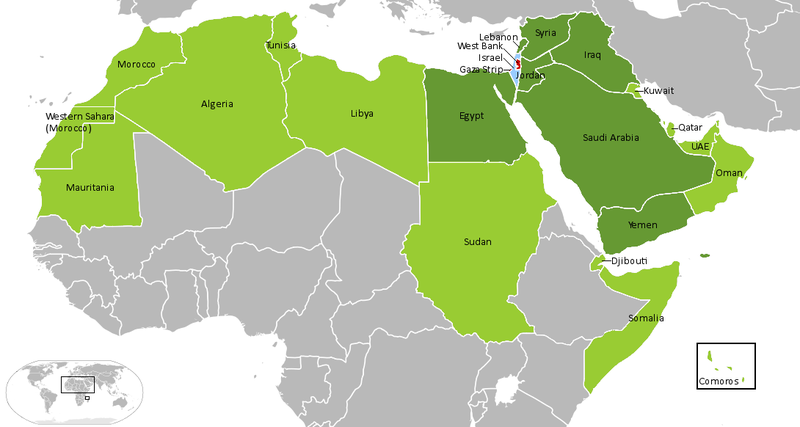 Lebanon
Syria
West Bank
Israel
Gaza Strip
Jordan
Iraq
Tunisia
Morocco
Algeria
Libya
Egypt
Kuwait
Western Sahara
(Morocco)
Qatar
Saudi Arabia
UAE
Oman
Mauritania
Yemen
Sudan
Djibouti
Somalia
Comoros